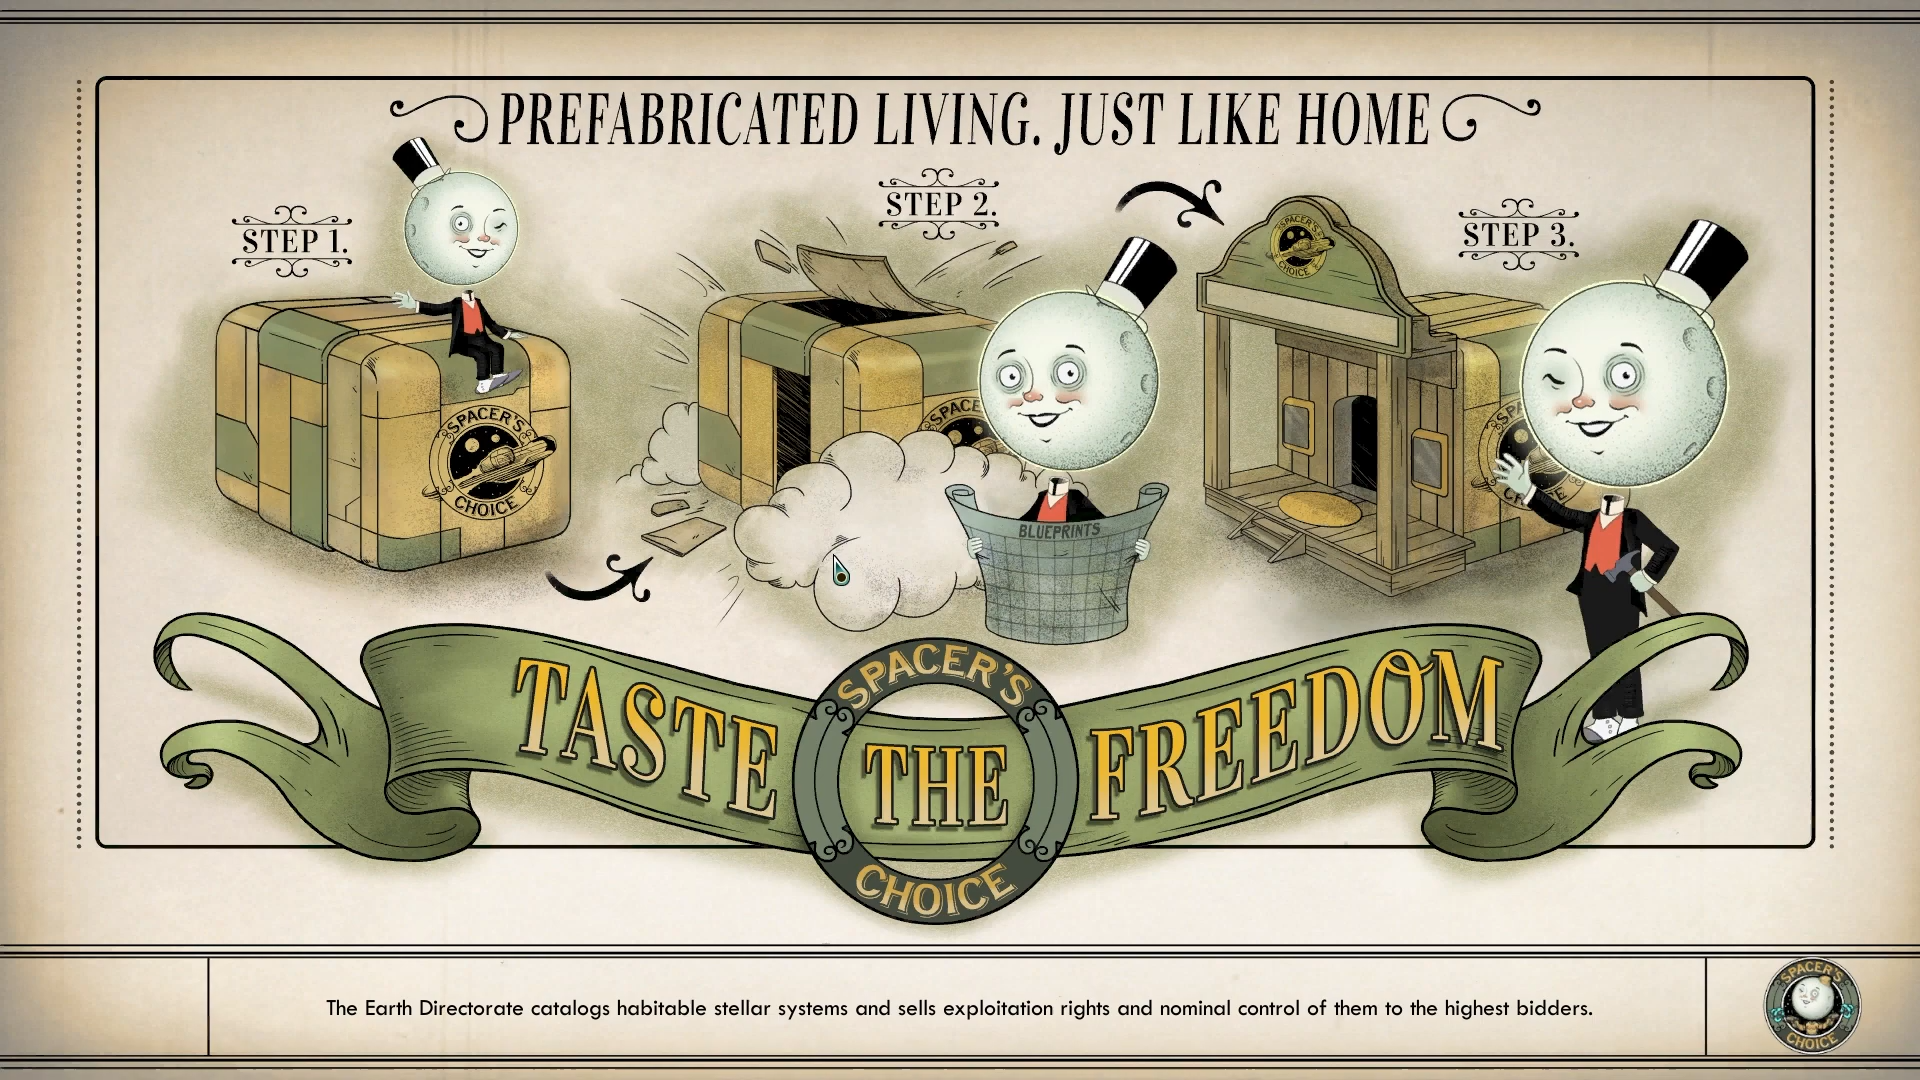 PREFABRICATED LIVING. JUST LIKE HOME
STEP 1.
STEP 2.
STEP 3.
SPACER'S
CHOICE
SPACER'S
CHOICE
BLUEPRINTS
TASTE THE FREEDOM
SPACER'S
CHOICE
The Earth Directorate catalogs habitable stellar systems and sells exploitation rights and nominal control of them to the highest bidders.
SPACER'S
CHOICE